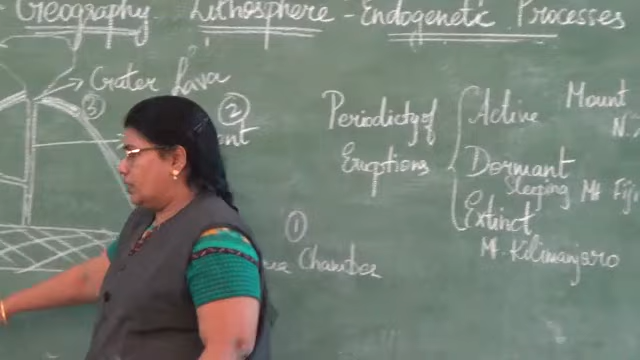 Geography Lithosphere - Endogenetic Processes
Crater Lava
③
②
Periodicity of
Eruptions
Active
Mount
Dormant
Sleeping Mt Fiji
Extinct
Mt. Kilimanjaro
①
Chamber